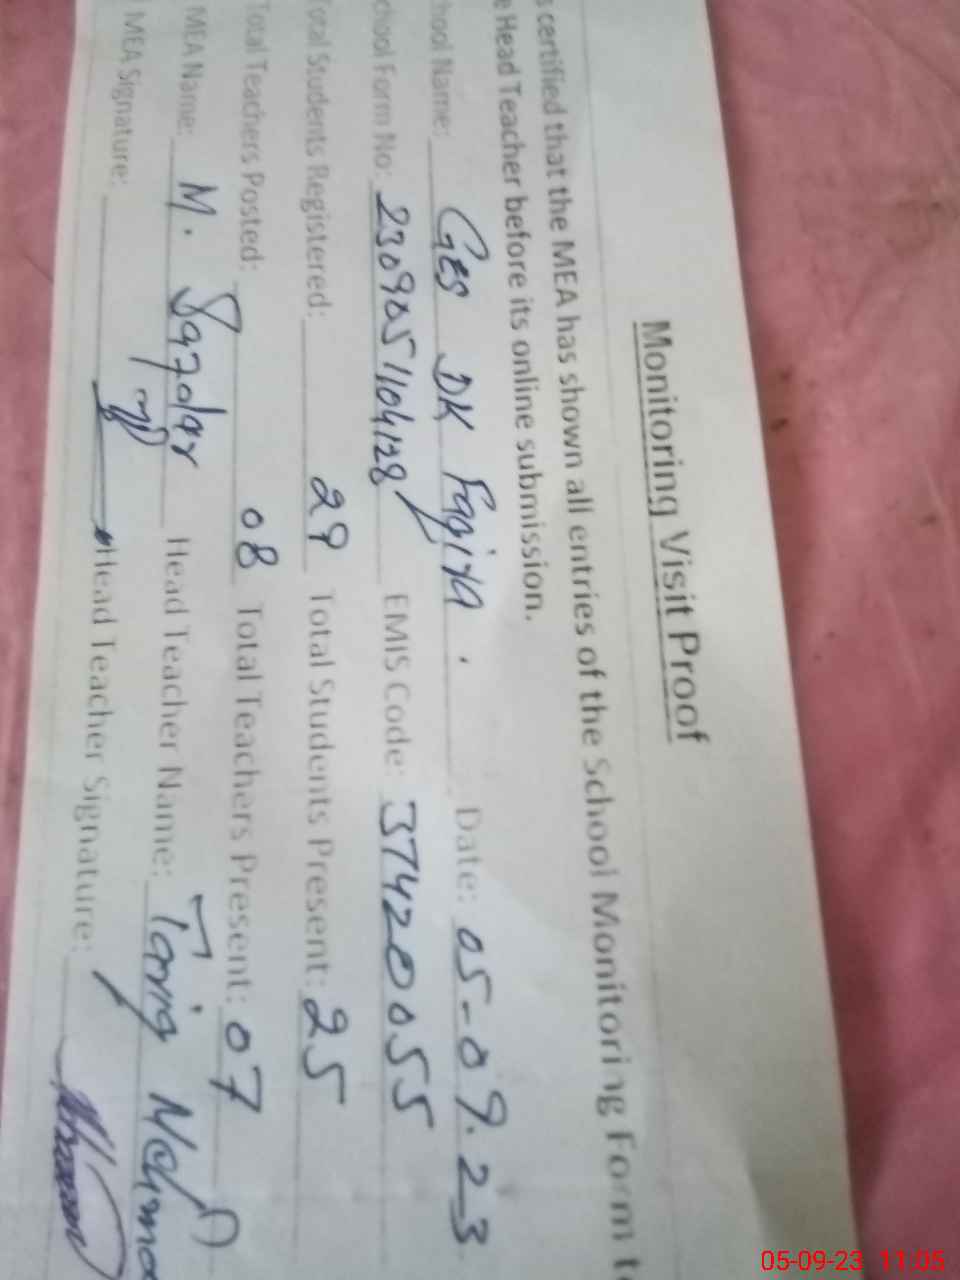 Monitoring Visit Proof
s certified that the MEA has shown all entries of the School Monitoring Form t
e Head Teacher before its online submission.
hool Name: GES DK Faqira. Date: 05-09.23
chool Form No: EMIS Code: 37420055
Total Students Registered: 29 Total Students Present: 25
Total Teachers Posted: 08 Total Teachers Present: 07
MEA Name: M. Head Teacher Name: Tariq
MEA Signature: Head Teacher Signature:
05-09-23 11:05